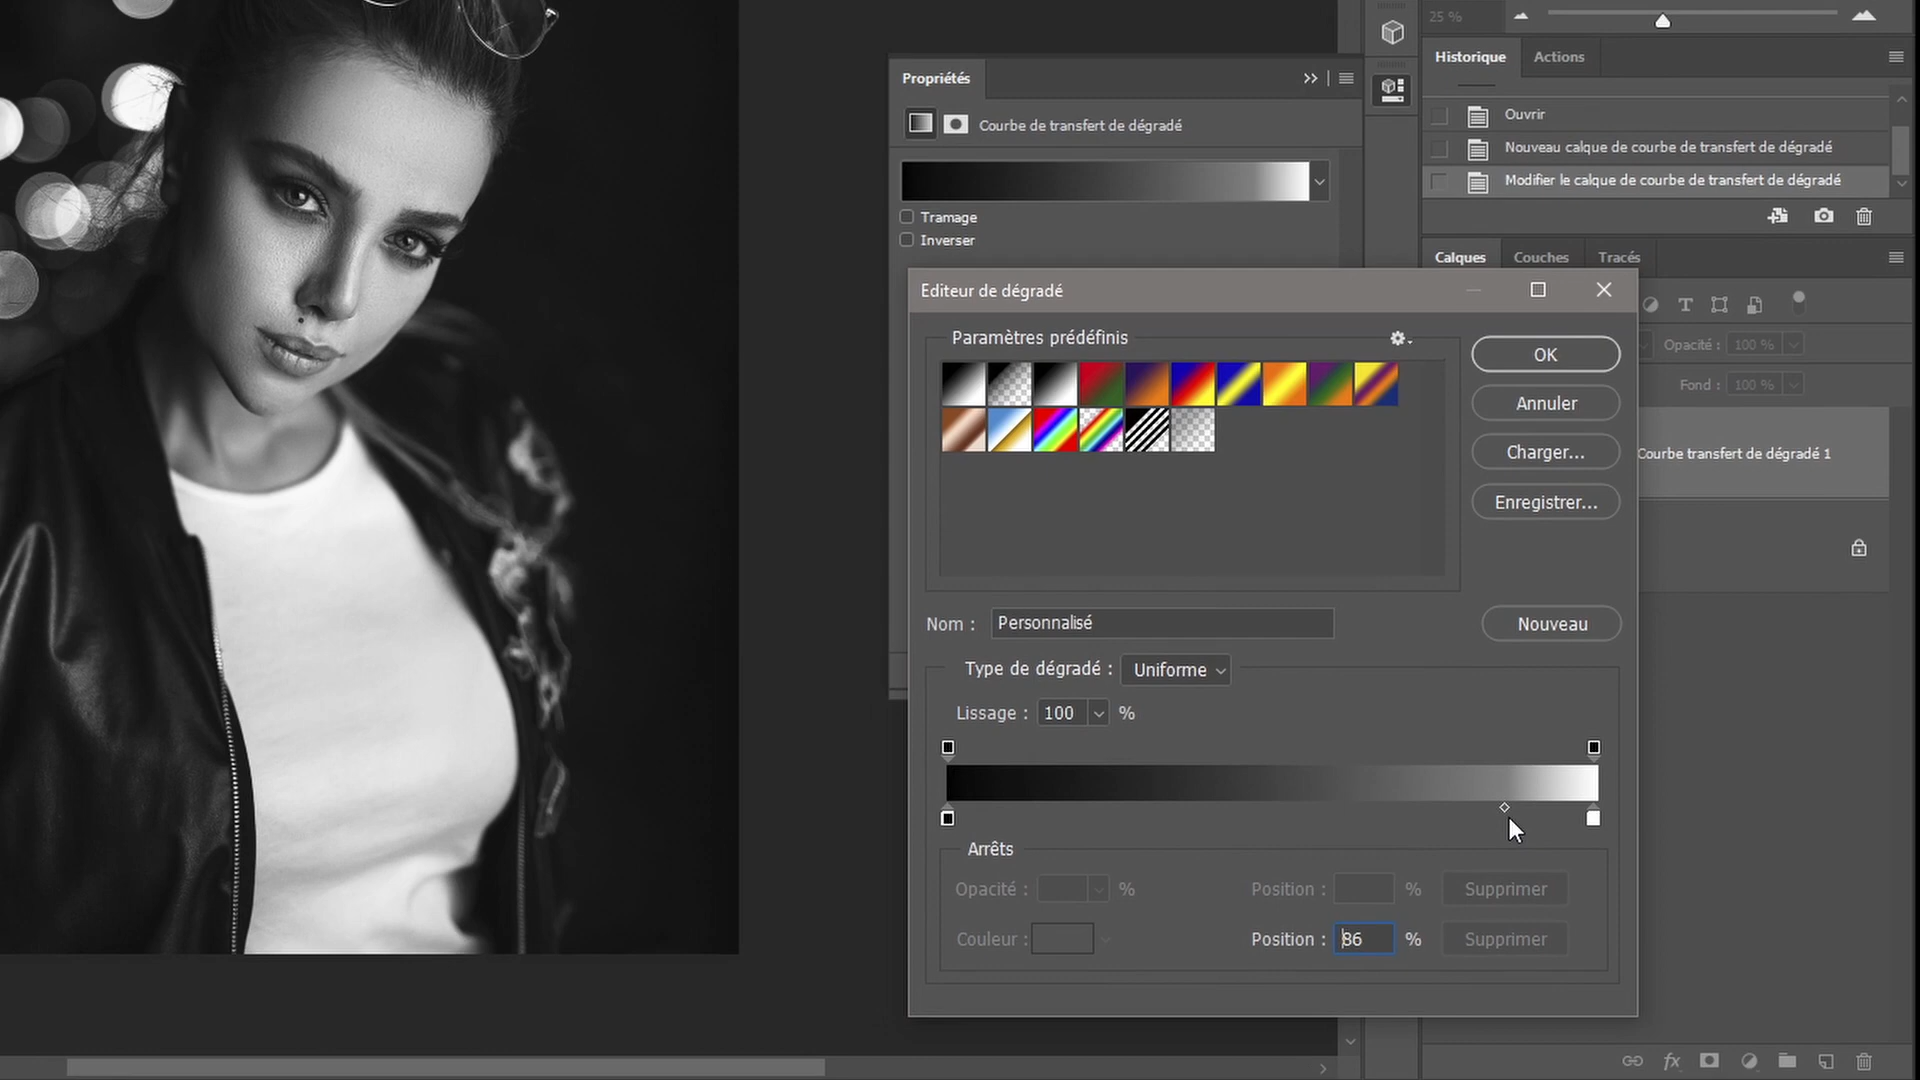 25 %
Historique
Actions
Ouvrir
Nouveau calque de courbe de transfert de dégradé
Modifier le calque de courbe de transfert de dégradé
Propriétés
Courbe de transfert de dégradé
Tramage
Inverser
Calques
Couches
Tracés
Opacité : 100 %
Fond : 100 %
Courbe transfert de dégradé 1
Editeur de dégradé
Paramètres prédéfinis
OK
Annuler
Charger...
Enregistrer...
Nom : Personnalisé
Nouveau
Type de dégradé : Uniforme
Lissage : 100 %
Arrêts
Opacité : % Position : % Supprimer
Couleur : Position : 86 % Supprimer
fx